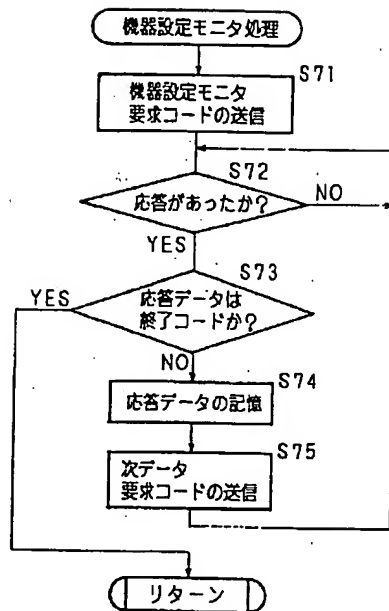 機器設定モニタ処理
S71
機器設定モニタ
要求コードの送信
S72
応答があったか?
NO
YES
S73
YES
応答データは
終了コードか?
NO
S74
応答データの記憶
S75
次データ
要求コードの送信
リターン